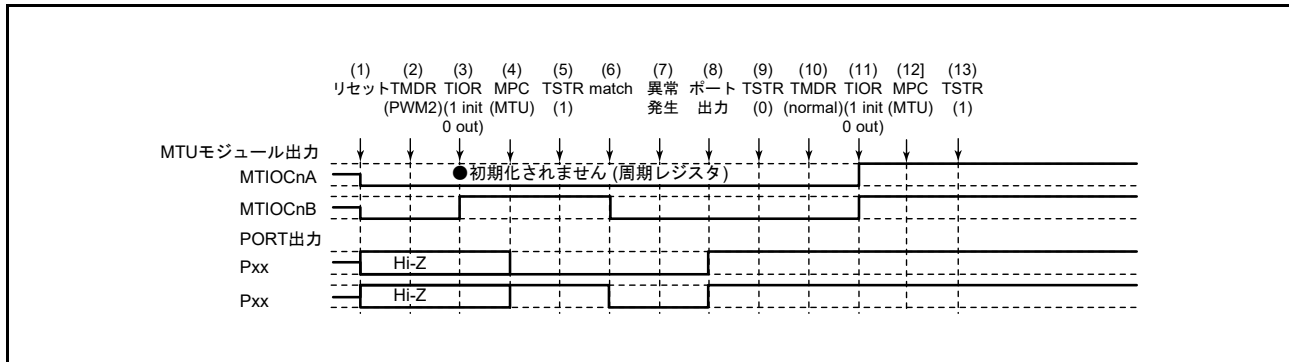 (1) (2) (3) (4) (5) (6) (7) (8) (9) (10) (11) (12] (13)
リセット TMDR TIOR MPC TSTR match 異常 ポート TSTR TMDR TIOR MPC TSTR
(PWM2) (1 init (MTU) (1) 発生 出力 (0) (normal) (1 init (MTU) (1)
0 out) 0 out)
MTUモジュール出力
MTIOCnA ●初期化されません (周期レジスタ)
MTIOCnB
PORT出力
Pxx Hi-Z
Pxx Hi-Z